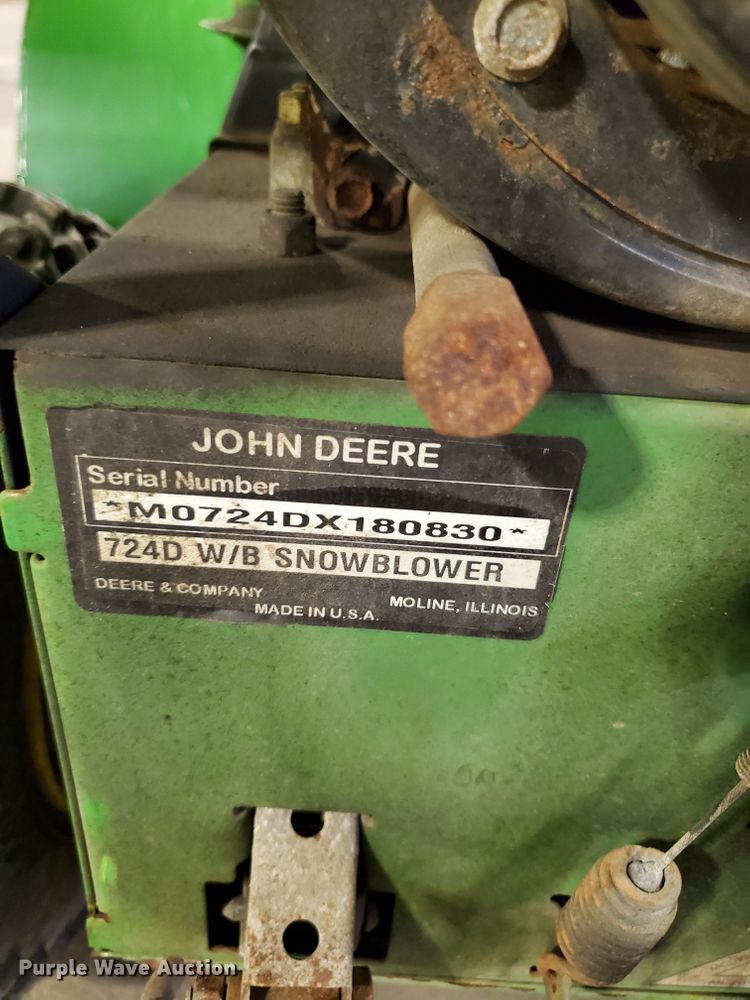 JOHN DEERE
Serial Number
*M0724DX180830*
724D W/B SNOWBLOWER
DEERE & COMPANY
MOLINE, ILLINOIS
MADE IN U.S.A.
Purple Wave Auction